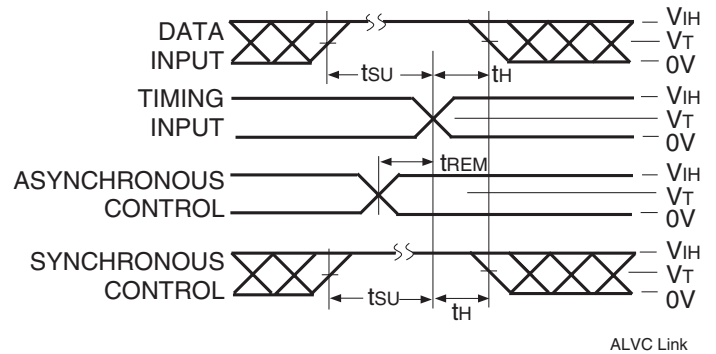 DATA
INPUT
tSU
tH
VIH
VT
0V
TIMING
INPUT
VIH
VT
0V
tREM
ASYNCHRONOUS
CONTROL
VIH
VT
0V
SYNCHRONOUS
CONTROL
tSU
tH
VIH
VT
0V
ALVC Link